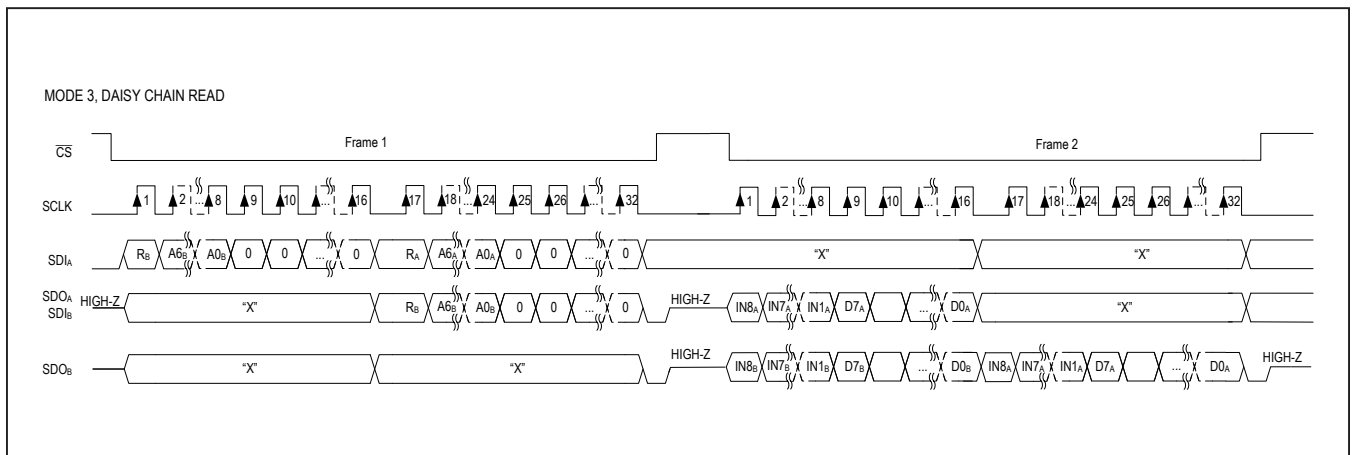 MODE 3, DAISY CHAIN READ
CS Frame 1 Frame 2
SCLK 1 2 ... 8 9 10 ... 16 17 18 ... 24 25 26 ... 32 1 2 ... 8 9 10 ... 16 17 18 ... 24 25 26 ... 32
SDIA RB A6B A0B 0 0 ... 0 RA A6A A0A 0 0 ... 0 "X" "X"
SDOA SDIB HIGH-Z "X" RB A6B A0B 0 0 ... 0 HIGH-Z IN8A IN7A IN1A D7A ... D0A "X"
SDOB "X" "X" HIGH-Z IN8B IN7B IN1B D7B ... D0B IN8A IN7A IN1A D7A ... D0A HIGH-Z